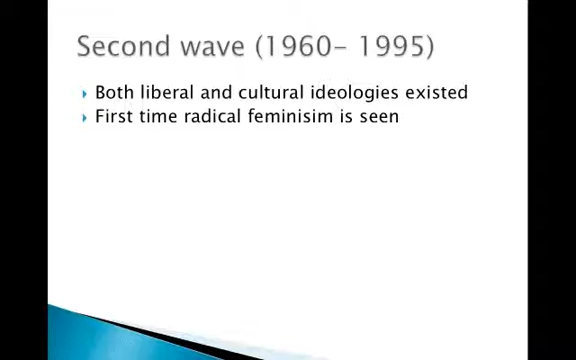 Second wave (1960– 1995)
Both liberal and cultural ideologies existed
First time radical feminisim is seen